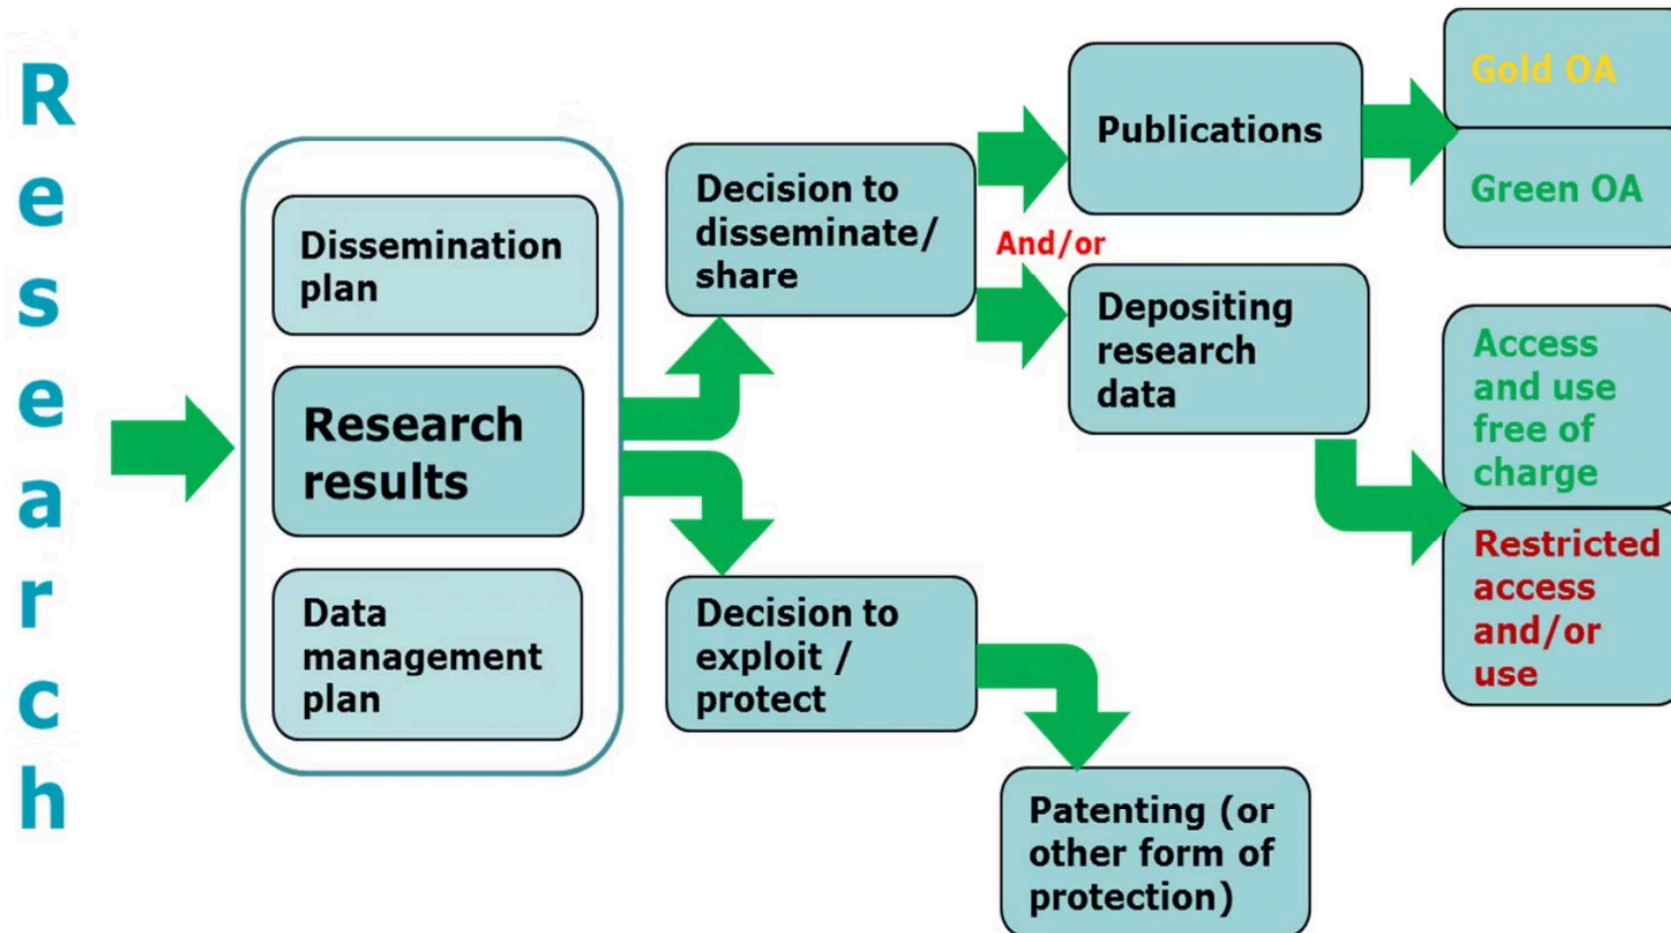 Research
Dissemination
plan
Research
results
Data
management
plan
Decision to
disseminate/
share
And/or
Decision to
exploit /
protect
Publications
Depositing
research
data
Patenting (or
other form of
protection)
Gold OA
Green OA
Access
and use
free of
charge
Restricted
access
and/or
use